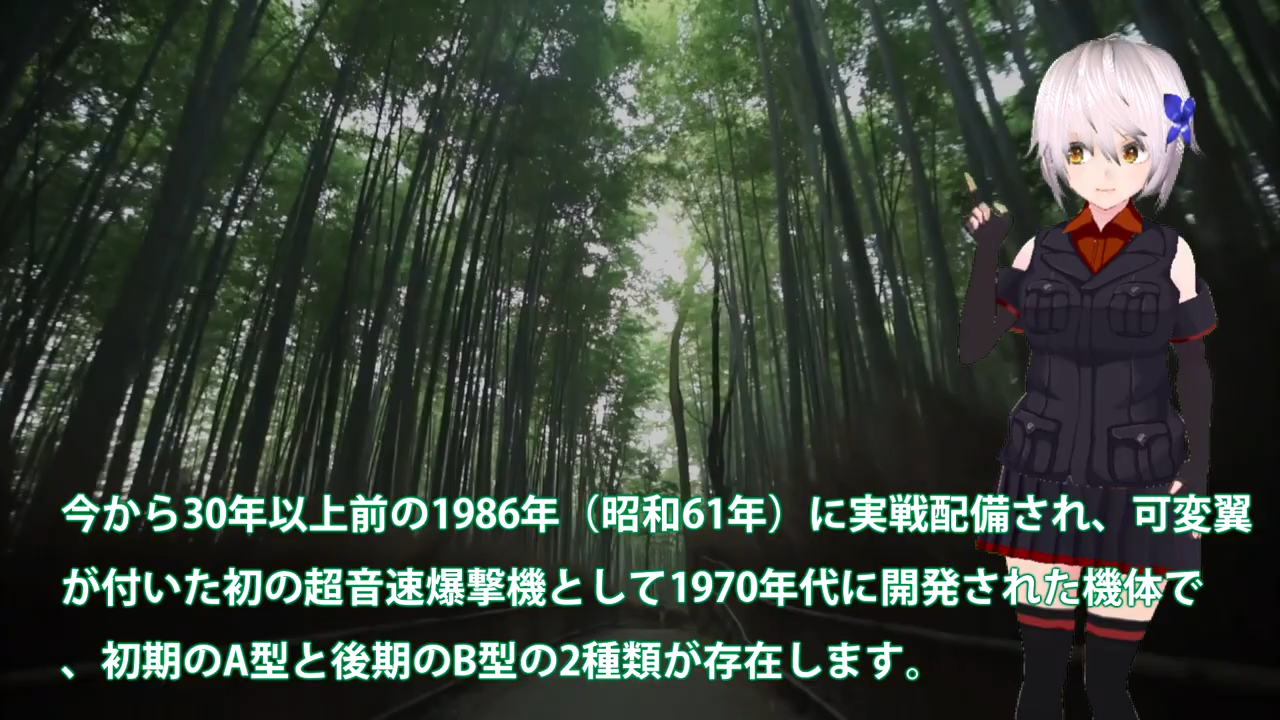 今から30年以上前の1986年（昭和61年）に実戦配備され、可変翼
が付いた初の超音速爆撃機として1970年代に開発された機体で
、初期のA型と後期のB型の2種類が存在します。